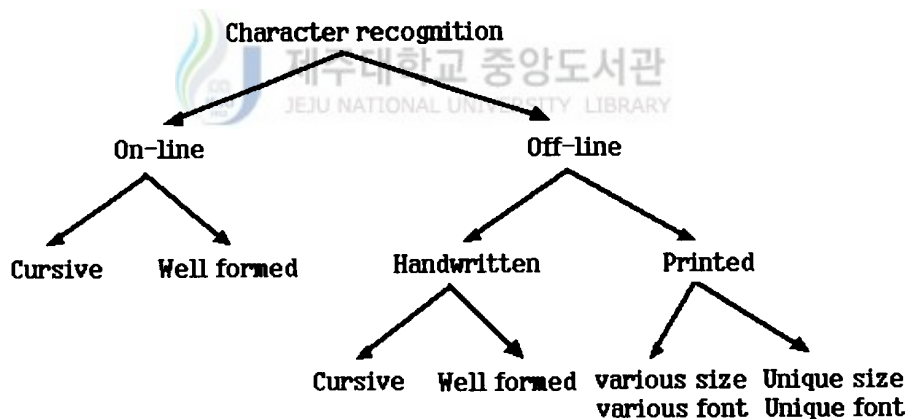 Character recognition
제주대학교 중앙도서관
JEJU NATIONAL UNIVERSITY LIBRARY
On-line
Off-line
Cursive
Well formed
Handwritten
Printed
Cursive
Well formed
various size
various font
Unique size
Unique font